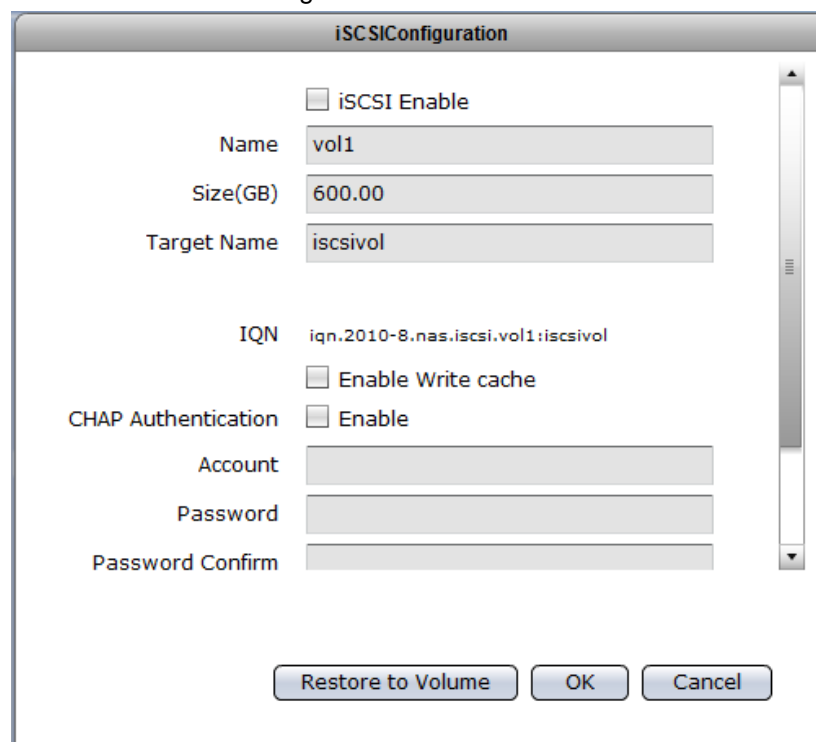 iSCSIConfiguration
iSCSI Enable
Name vol1
Size(GB) 600.00
Target Name iscsivol
IQN iqn.2010-8.nas.iscsi.vol1:iscsivol
Enable Write cache
CHAP Authentication Enable
Account
Password
Password Confirm
Restore to Volume OK Cancel